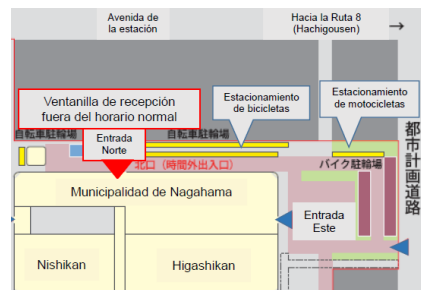 Avenida de
la estación
Hacia la Ruta 8
(Hachigousen)
→
Ventanilla de recepción
fuera del horario normal
Estacionamiento
de bicicletas
Estacionamiento
de motocicletas
自転車駐輪場
Entrada
Norte
自転車駐輪場
北口（時間外出入口）
バイク駐輪場
都市計画道路
Municipalidad de Nagahama
Entrada
Este
Nishikan
Higashikan